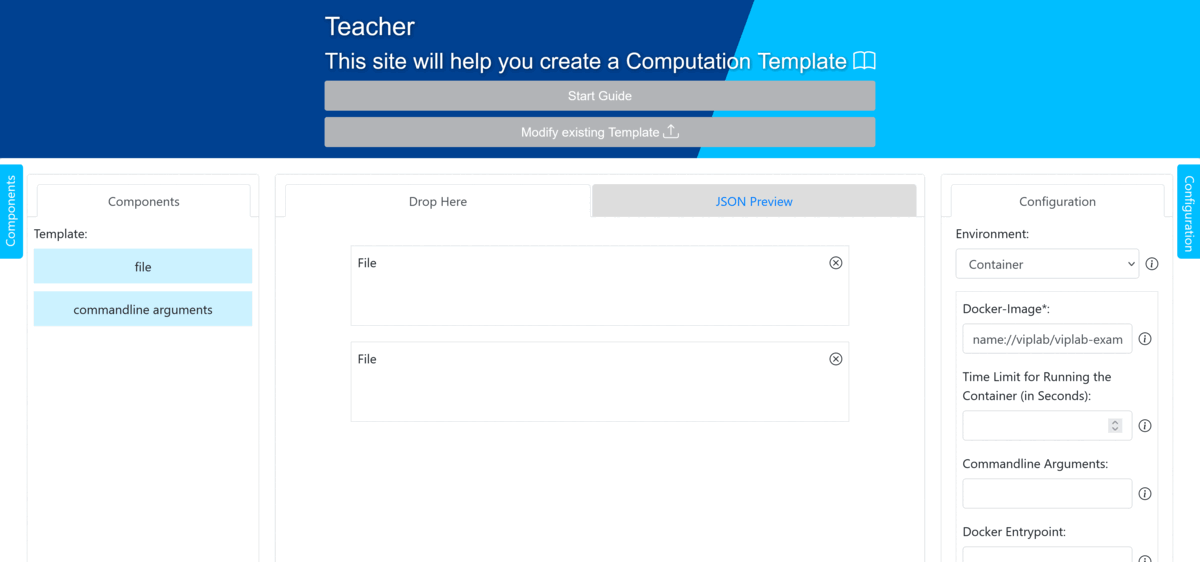 Teacher
This site will help you create a Computation Template
Start Guide
Modify existing Template
Components
Components
Template:
file
commandline arguments
Drop Here
JSON Preview
File
File
Configuration
Environment:
Container
Docker-Image*:
name://viplab/viplab-exam
Time Limit for Running the
Container (in Seconds):
Commandline Arguments:
Docker Entrypoint:
Configuration